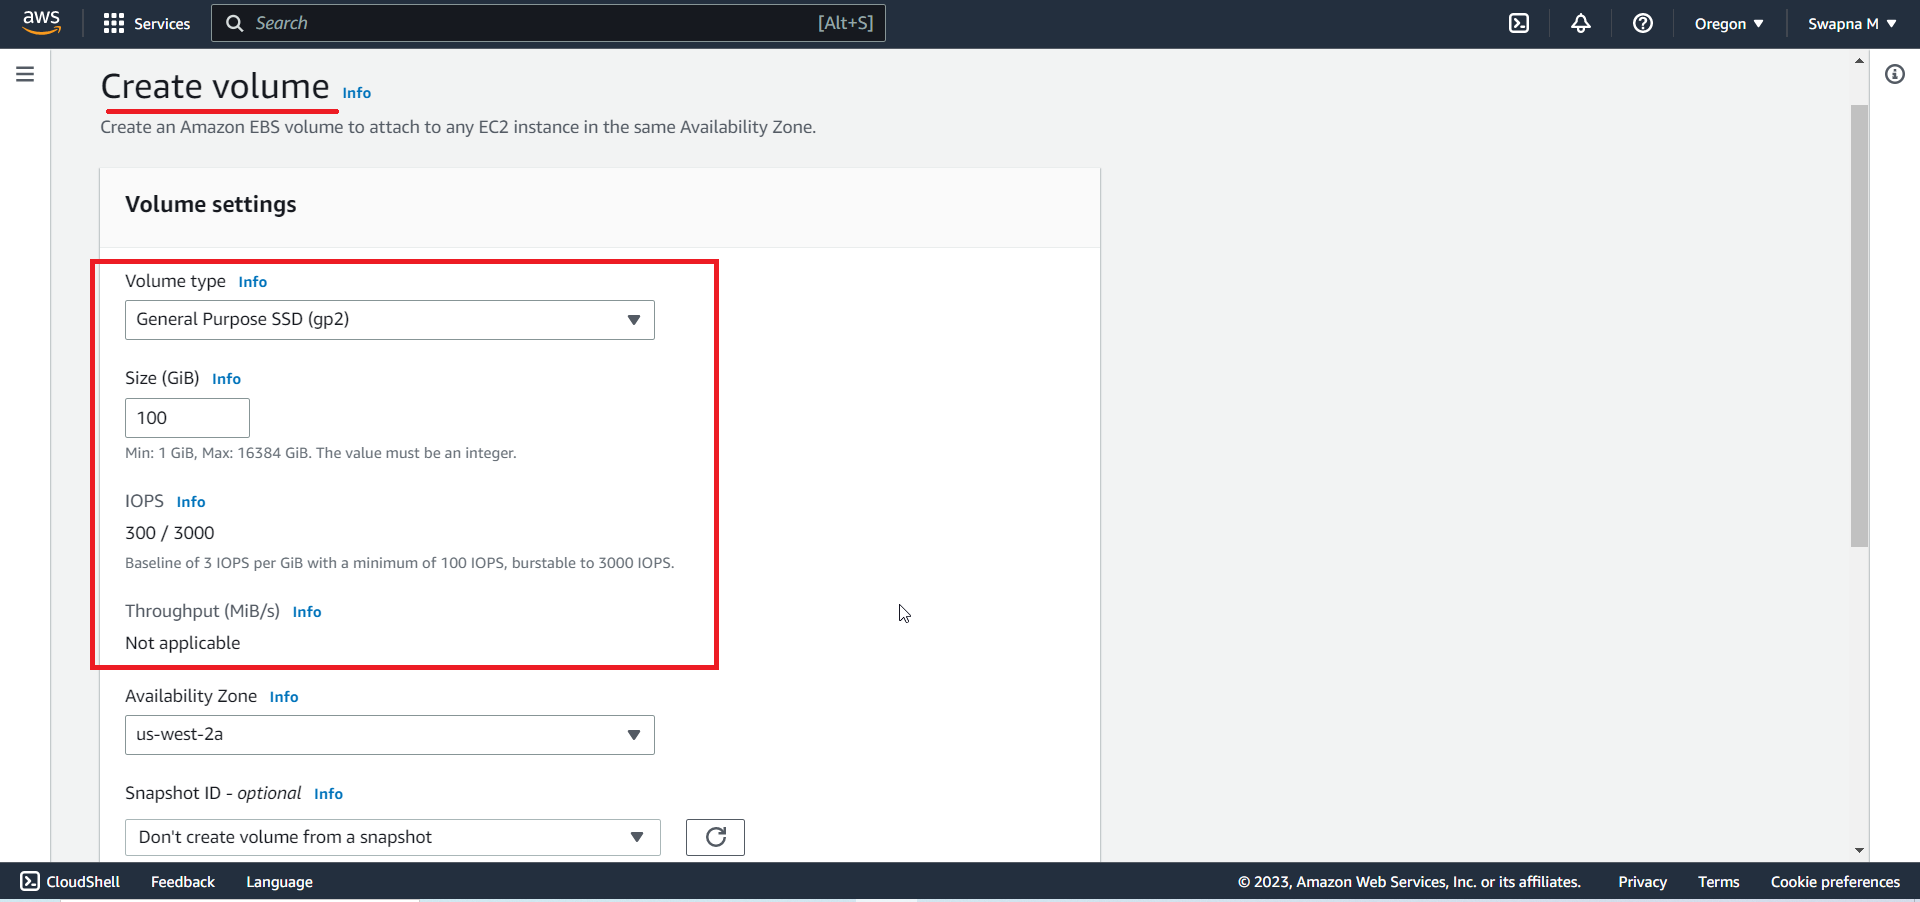 aws Services Search [Alt+S] Oregon Swapna M
Create volume Info
Create an Amazon EBS volume to attach to any EC2 instance in the same Availability Zone.
Volume settings
Volume type Info
General Purpose SSD (gp2)
Size (GiB) Info
100
Min: 1 GiB, Max: 16384 GiB. The value must be an integer.
IOPS Info
300 / 3000
Baseline of 3 IOPS per GiB with a minimum of 100 IOPS, burstable to 3000 IOPS.
Throughput (MiB/s) Info
Not applicable
Availability Zone Info
us-west-2a
Snapshot ID - optional Info
Don't create volume from a snapshot
CloudShell Feedback Language © 2023, Amazon Web Services, Inc. or its affiliates. Privacy Terms Cookie preferences